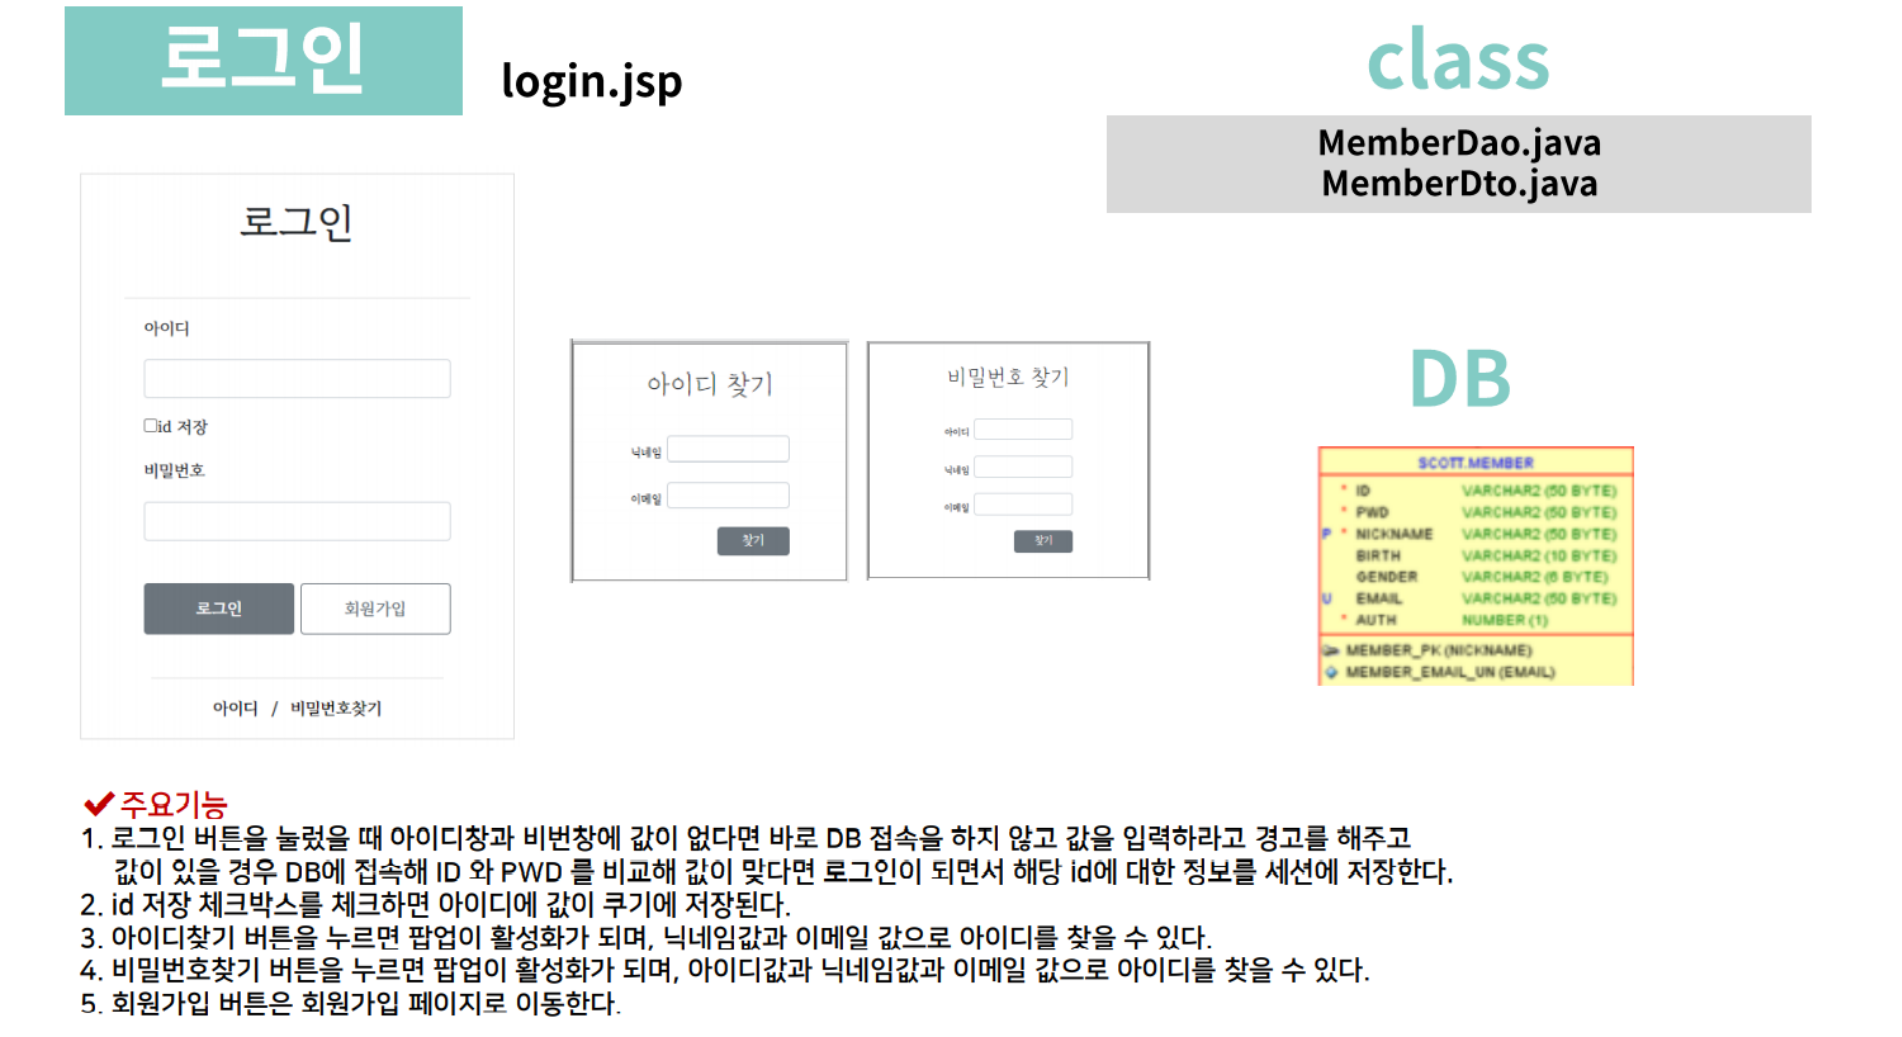 로그인
login.jsp
class
MemberDao.java
MemberDto.java
로그인
아이디
id 저장
비밀번호
로그인
회원가입
아이디 / 비밀번호찾기
아이디 찾기
닉네임
이메일
찾기
비밀번호 찾기
아이디
닉네임
이메일
찾기
DB
SCOTT.MEMBER
* ID VARCHAR2 (50 BYTE)
* PWD VARCHAR2 (50 BYTE)
P * NICKNAME VARCHAR2 (50 BYTE)
BIRTH VARCHAR2 (10 BYTE)
GENDER VARCHAR2 (6 BYTE)
U EMAIL VARCHAR2 (50 BYTE)
* AUTH NUMBER (1)
MEMBER_PK (NICKNAME)
MEMBER_EMAIL_UN (EMAIL)
✔주요기능
1. 로그인 버튼을 눌렀을 때 아이디창과 비번창에 값이 없다면 바로 DB 접속을 하지 않고 값을 입력하라고 경고를 해주고
값이 있을 경우 DB에 접속해 ID 와 PWD 를 비교해 값이 맞다면 로그인이 되면서 해당 id에 대한 정보를 세션에 저장한다.
2. id 저장 체크박스를 체크하면 아이디에 값이 쿠기에 저장된다.
3. 아이디찾기 버튼을 누르면 팝업이 활성화가 되며, 닉네임값과 이메일 값으로 아이디를 찾을 수 있다.
4. 비밀번호찾기 버튼을 누르면 팝업이 활성화가 되며, 아이디값과 닉네임값과 이메일 값으로 아이디를 찾을 수 있다.
5. 회원가입 버튼은 회원가입 페이지로 이동한다.